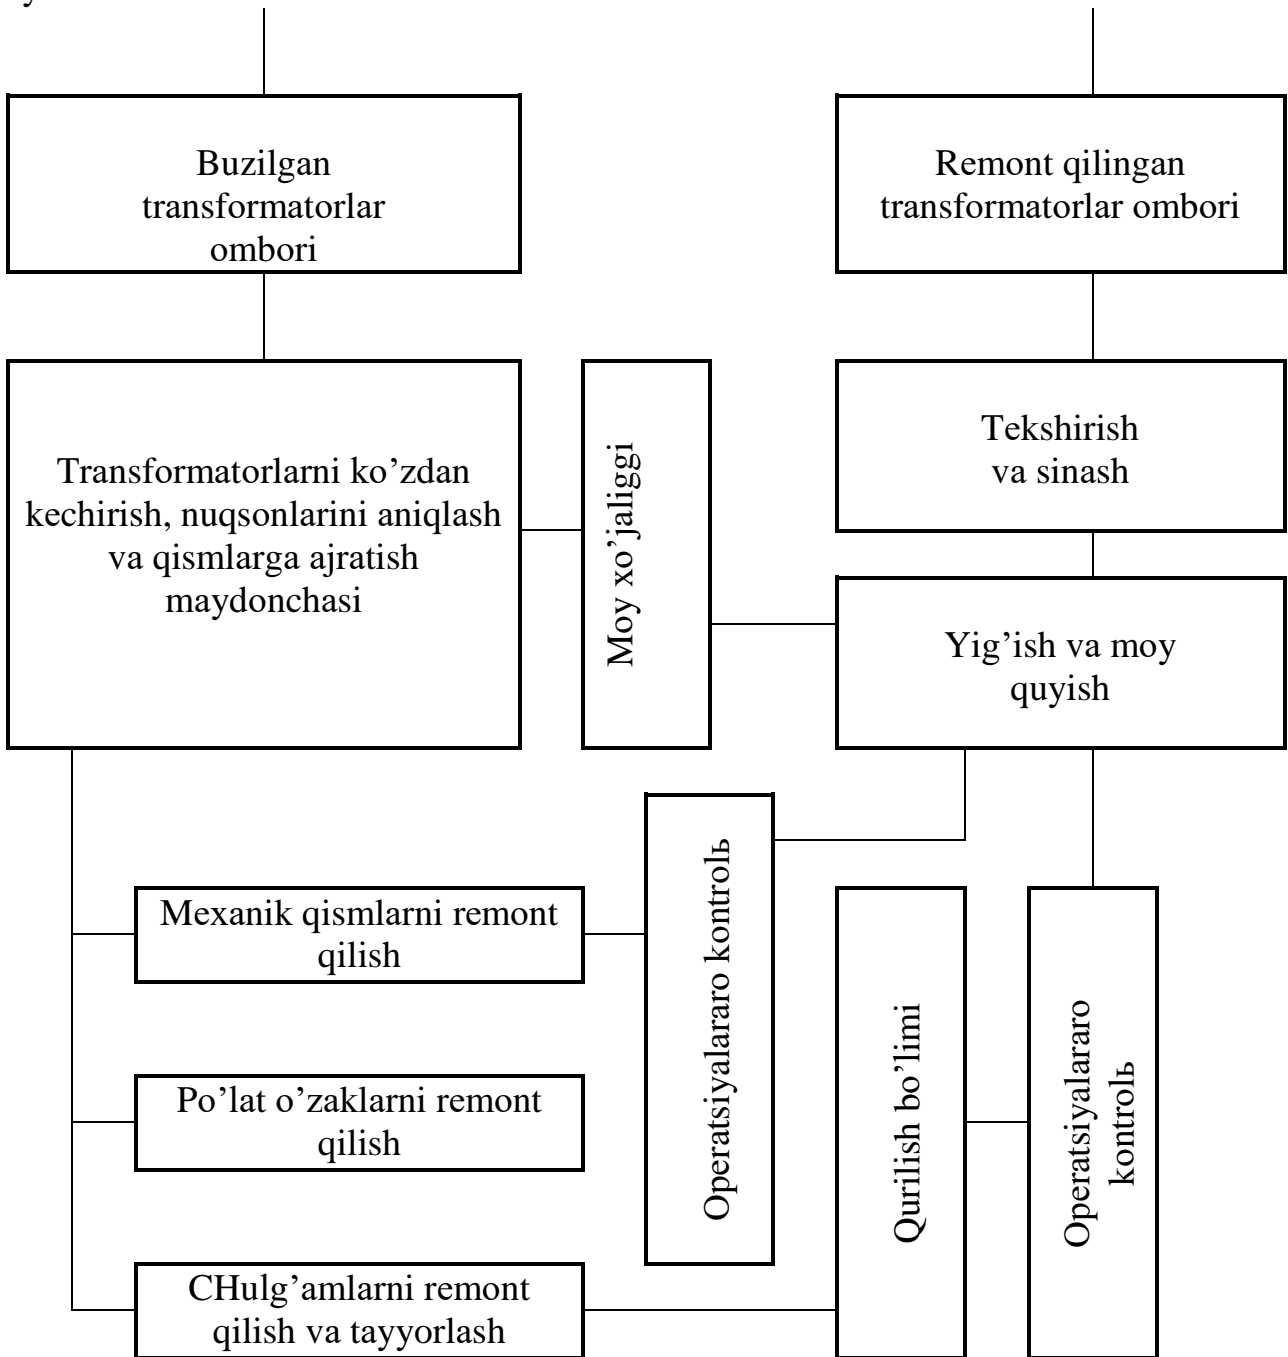 Buzilgan
transformatorlar
ombori
Remont qilingan
transformatorlar ombori
Transformatorlarni ko’zdan
kechirish, nuqsonlarini aniqlash
va qismlarga ajratish
maydonchasi
Moy xo’jaliggi
Tekshirish
va sinash
Yig’ish va moy
quyish
Mexanik qismlarni remont
qilish
Po’lat o’zaklarni remont
qilish
CHulg’amlarni remont
qilish va tayyorlash
Operatsiyalararo kontrolь
Qurilish bo’limi
Operatsiyalararo
kontrolь